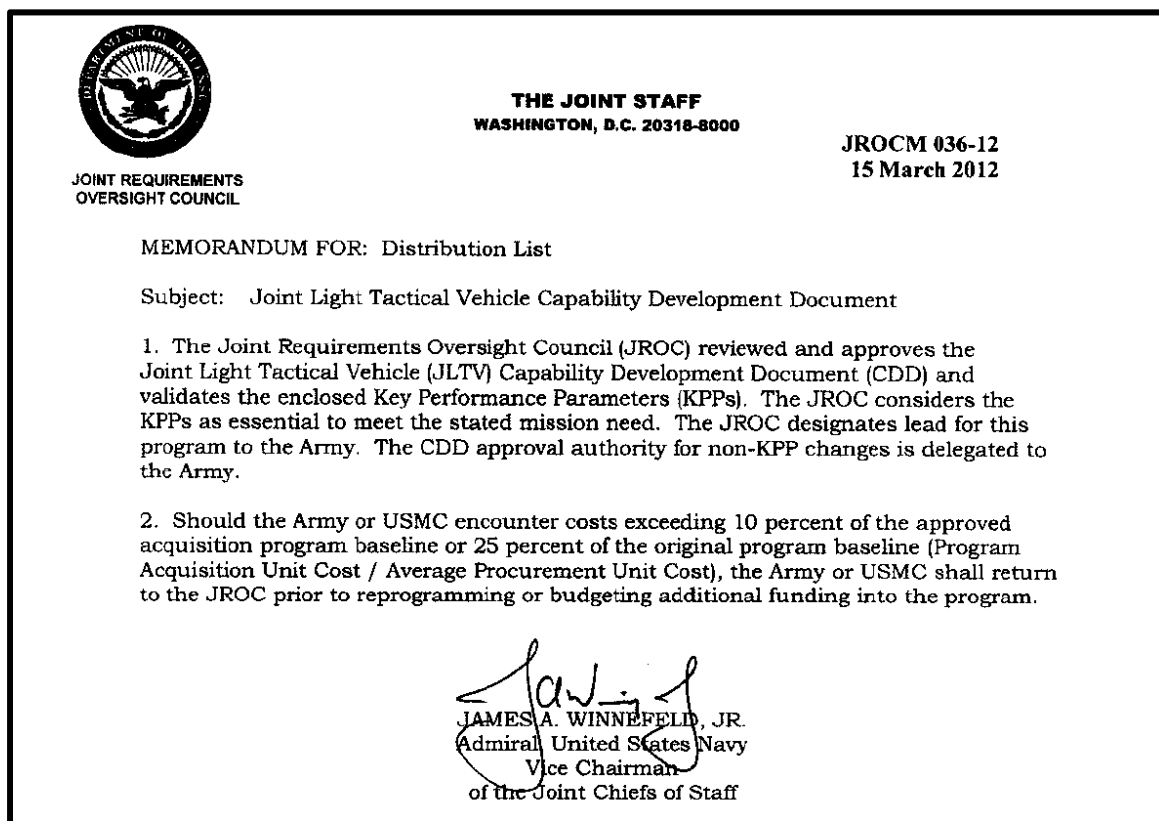 DEPARTMENT OF DEFENSE
THE JOINT STAFF
WASHINGTON, D.C. 20318-8000
JROCM 036-12
15 March 2012
JOINT REQUIREMENTS
OVERSIGHT COUNCIL
MEMORANDUM FOR: Distribution List
Subject: Joint Light Tactical Vehicle Capability Development Document
1. The Joint Requirements Oversight Council (JROC) reviewed and approves the
Joint Light Tactical Vehicle (JLTV) Capability Development Document (CDD) and
validates the enclosed Key Performance Parameters (KPPs). The JROC considers the
KPPs as essential to meet the stated mission need. The JROC designates lead for this
program to the Army. The CDD approval authority for non-KPP changes is delegated to
the Army.
2. Should the Army or USMC encounter costs exceeding 10 percent of the approved
acquisition program baseline or 25 percent of the original program baseline (Program
Acquisition Unit Cost / Average Procurement Unit Cost), the Army or USMC shall return
to the JROC prior to reprogramming or budgeting additional funding into the program.
JAMES A. WINNEFELD, JR.
Admiral, United States Navy
Vice Chairman
of the Joint Chiefs of Staff